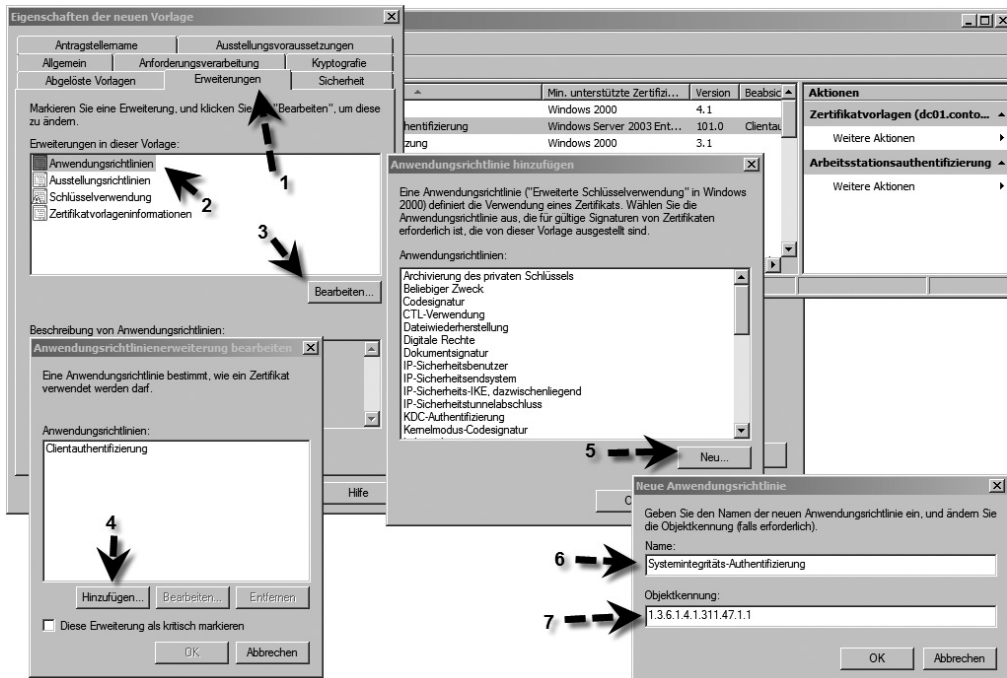 Eigenschaften der neuen Vorlage
Antragstellername
Ausstellungsvoraussetzungen
Allgemein
Anforderungsverarbeitung
Kryptografie
Abgelöste Vorlagen
Erweiterungen
Sicherheit
Markieren Sie eine Erweiterung, und klicken Sie "Bearbeiten", um diese
zu ändern.
Erweiterungen in dieser Vorlage:
Anwendungsrichtlinien
Ausstellungsrichtlinien
Schlüsselverwendung
Zertifikatvorlageninformationen
1
2
3
Bearbeiten...
Beschreibung von Anwendungsrichtlinien:
Hilfe
Min. unterstützte Zertifizi...
Version
Beabsic
Windows 2000
4.1
Windows Server 2003 Ent...
101.0
Clientau
Windows 2000
3.1
Aktionen
Zertifikatvorlagen (dc01.conto...
Weitere Aktionen
Arbeitsstationsauthentifizierung
Weitere Aktionen
Anwendungsrichtlinienerweiterung bearbeiten
Eine Anwendungsrichtlinie bestimmt, wie ein Zertifikat
verwendet werden darf.
Anwendungsrichtlinien:
Clientauthentifizierung
4
Hinzufügen...
Bearbeiten...
Entfernen
Diese Erweiterung als kritisch markieren
OK
Abbrechen
Anwendungsrichtlinie hinzufügen
Eine Anwendungsrichtlinie ("Erweiterte Schlüsselverwendung" in Windows
2000) definiert die Verwendung eines Zertifikats. Wählen Sie die
Anwendungsrichtlinie aus, die für gültige Signaturen von Zertifikaten
erforderlich ist, die von dieser Vorlage ausgestellt sind.
Anwendungsrichtlinien:
Archivierung des privaten Schlüssels
Beliebiger Zweck
Codesignatur
CTL-Verwendung
Dateiwiederherstellung
Digitale Rechte
Dokumentsignatur
IP-Sicherheitsbenutzer
IP-Sicherheitsendsystem
IP-Sicherheits-IKE, dazwischenliegend
IP-Sicherheitstunnelabschluss
KDC-Authentifizierung
Kernelmodus-Codesignatur
5
Neu...
Neue Anwendungsrichtlinie
Geben Sie den Namen der neuen Anwendungsrichtlinie ein, und ändern Sie
die Objektkennung (falls erforderlich).
Name:
6
Systemintegritäts-Authentifizierung
Objektkennung:
7
1.3.6.1.4.1.311.47.1.1
OK
Abbrechen